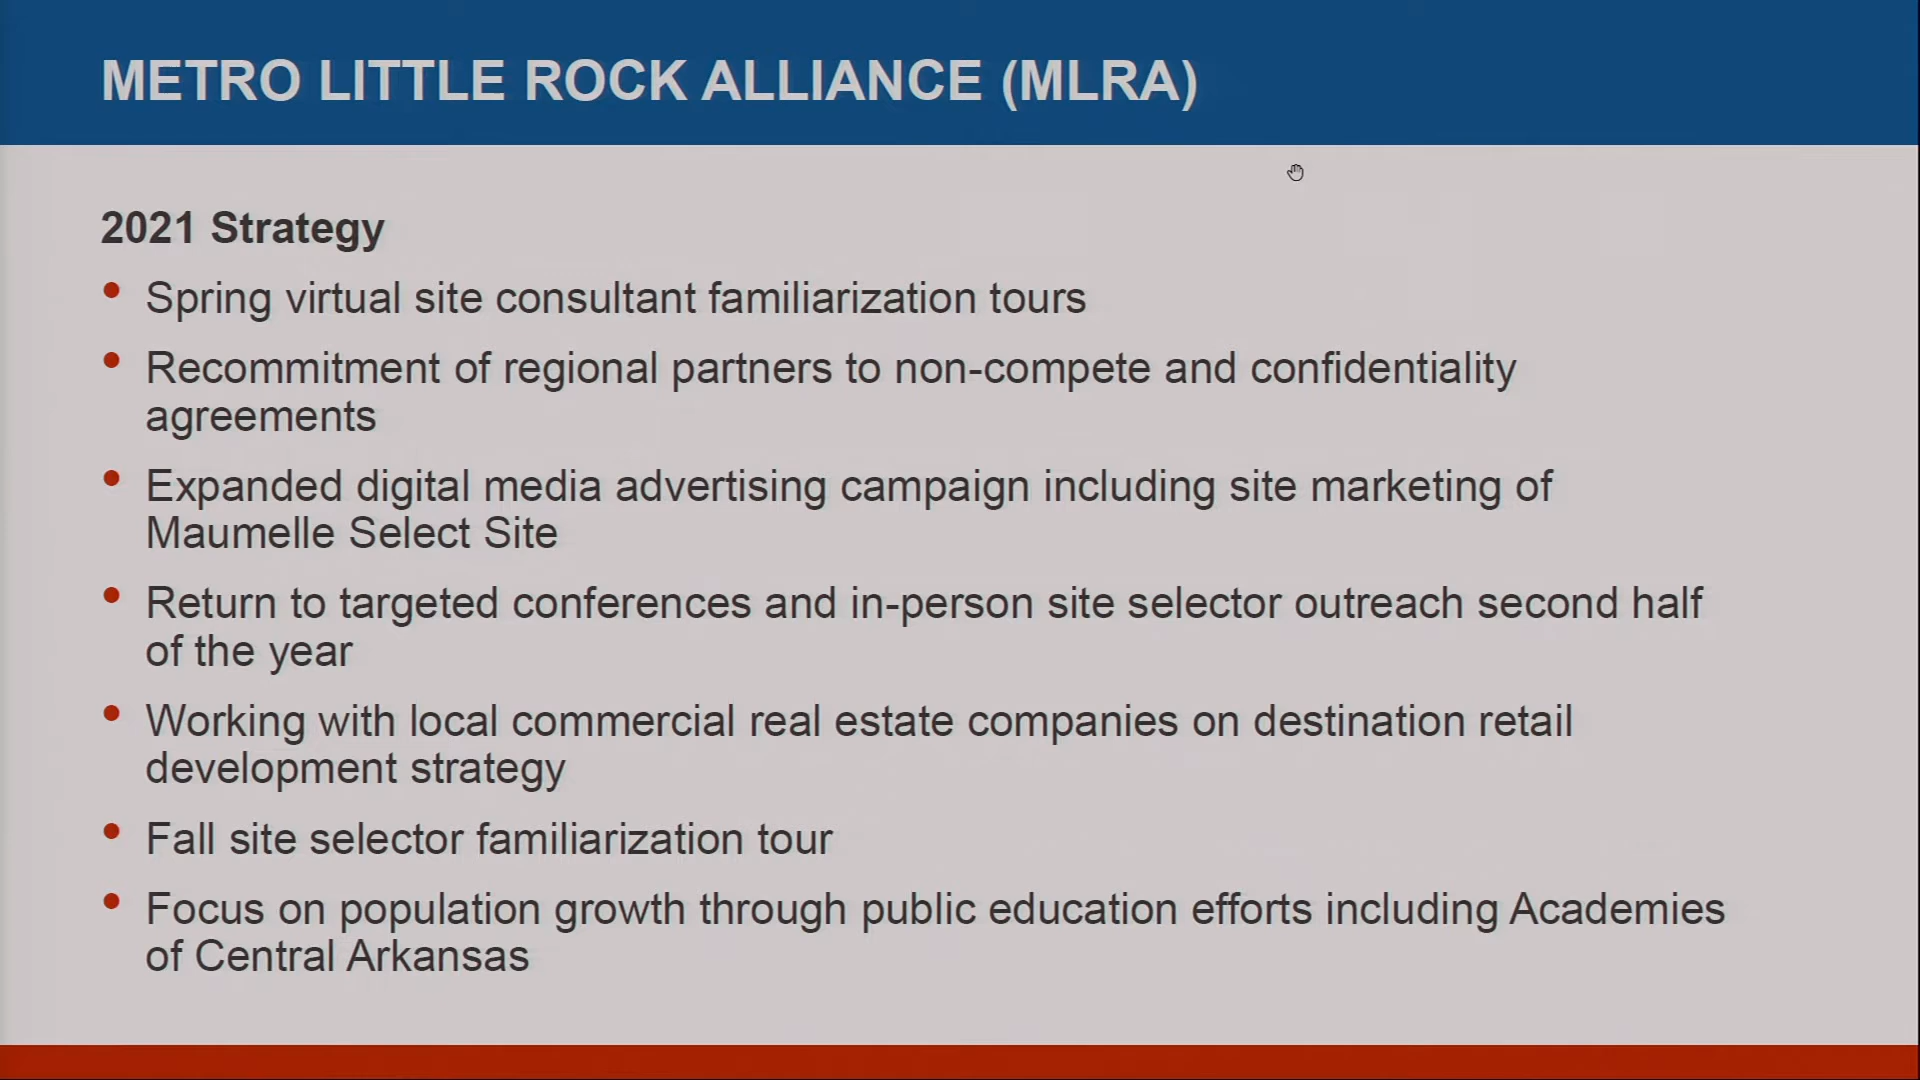 METRO LITTLE ROCK ALLIANCE (MLRA)
2021 Strategy
• Spring virtual site consultant familiarization tours
• Recommitment of regional partners to non-compete and confidentiality
agreements
• Expanded digital media advertising campaign including site marketing of
Maumelle Select Site
• Return to targeted conferences and in-person site selector outreach second half
of the year
• Working with local commercial real estate companies on destination retail
development strategy
• Fall site selector familiarization tour
• Focus on population growth through public education efforts including Academies
of Central Arkansas